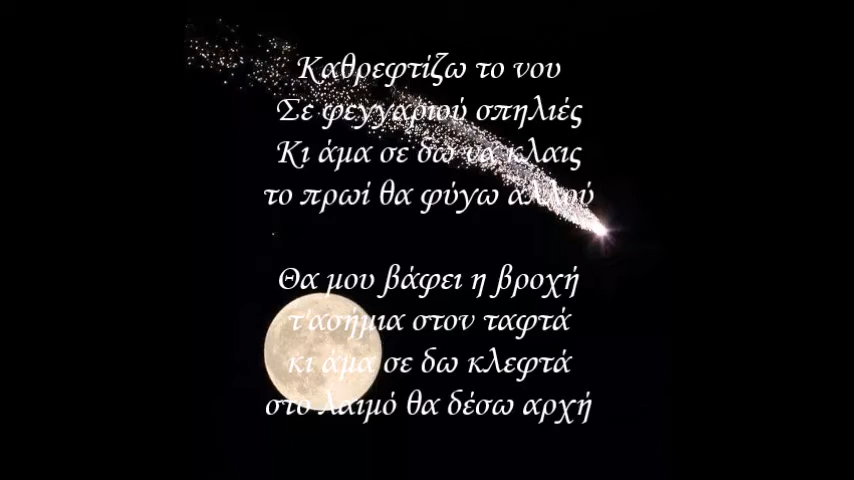 Καθρεφτίζω το νου
Σε φεγγαριού σπηλιές
Κι άμα σε δω να κλαις
το πρωί θα φύγω αλλού
Θα μου βάφει η βροχή
τ'ασήμια στον ταφτά
κι άμα σε δω κλεφτά
στο λαιμό θα δέσω αρχή